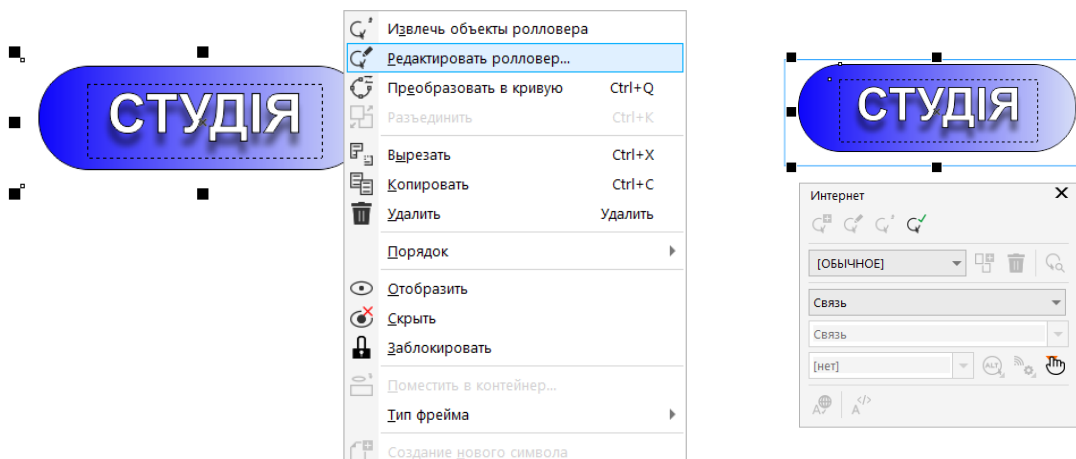 СТУДІЯ
Извлечь объекты ролловера
Редактировать ролловер...
Преобразовать в кривую Ctrl+Q
Разъединить Ctrl+K
Вырезать Ctrl+X
Копировать Ctrl+C
Удалить Удалить
Порядок
Отобразить
Скрыть
Заблокировать
Поместить в контейнер...
Тип фрейма
Создание нового символа
СТУДІЯ
Интернет
[ОБЫЧНОЕ]
Связь
Связь
[нет]
ALT